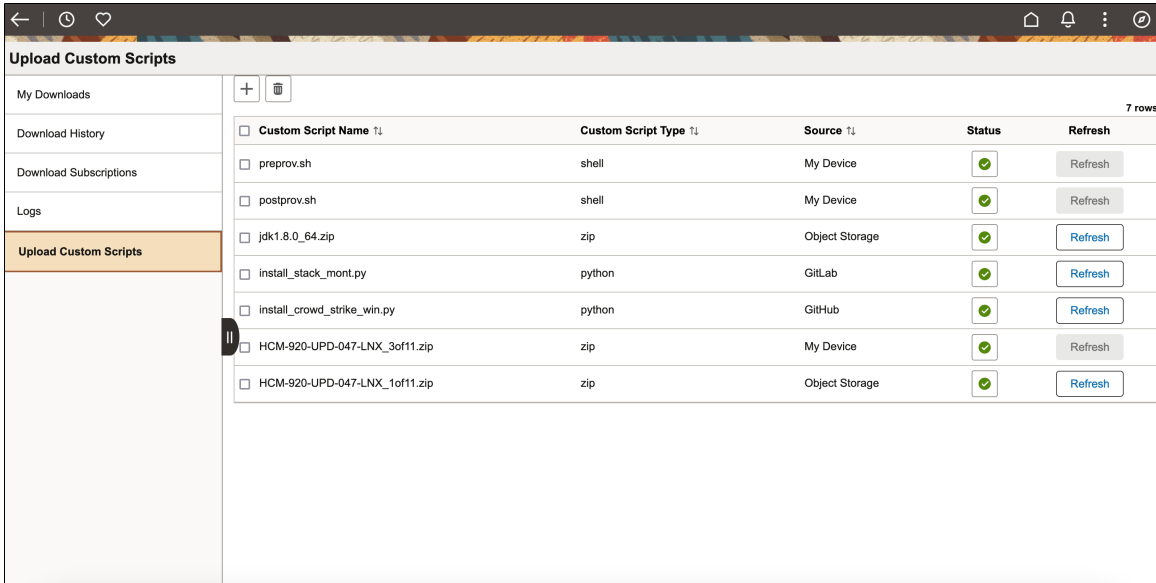 Upload Custom Scripts
My Downloads
Download History
Download Subscriptions
Logs
Upload Custom Scripts
7 rows
Custom Script Name Custom Script Type Source Status Refresh
preprov.sh shell My Device Refresh
postprov.sh shell My Device Refresh
jdk1.8.0_64.zip zip Object Storage Refresh
install_stack_mont.py python GitLab Refresh
install_crowd_strike_win.py python GitHub Refresh
HCM-920-UPD-047-LNX_3of11.zip zip My Device Refresh
HCM-920-UPD-047-LNX_1of11.zip zip Object Storage Refresh